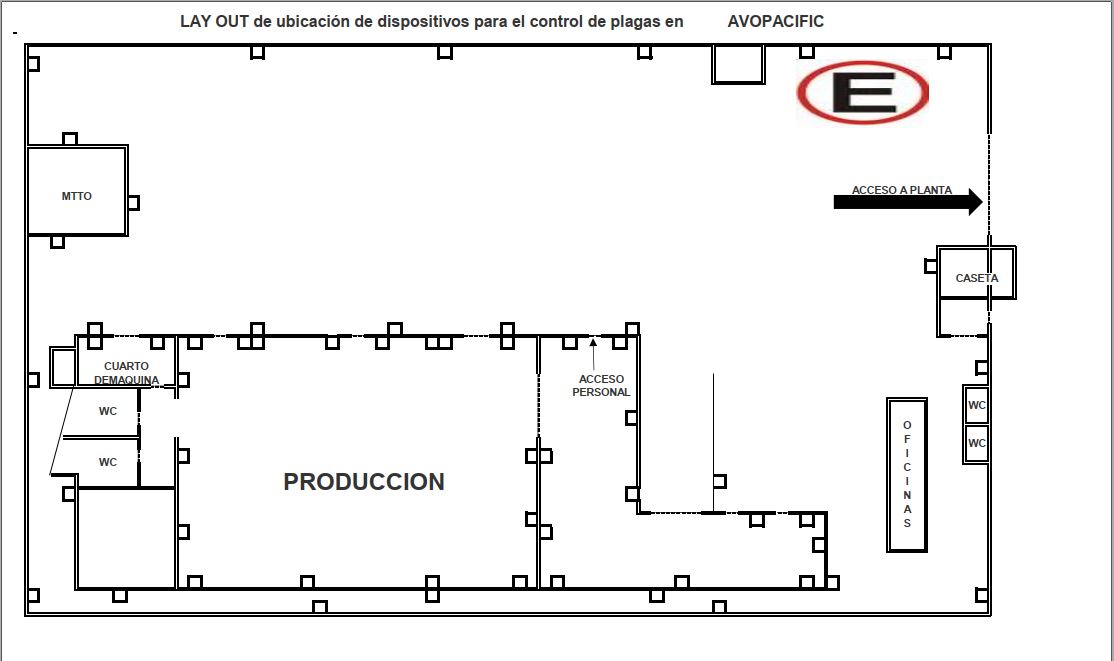 LAY OUT de ubicación de dispositivos para el control de plagas en AVOPACIFIC
E
MTTO
ACCESO A PLANTA
CASETA
CUARTO
DEMAQUINA
ACCESO
PERSONAL
WC
WC
WC
WC
PRODUCCION
O
F
I
C
I
N
A
S